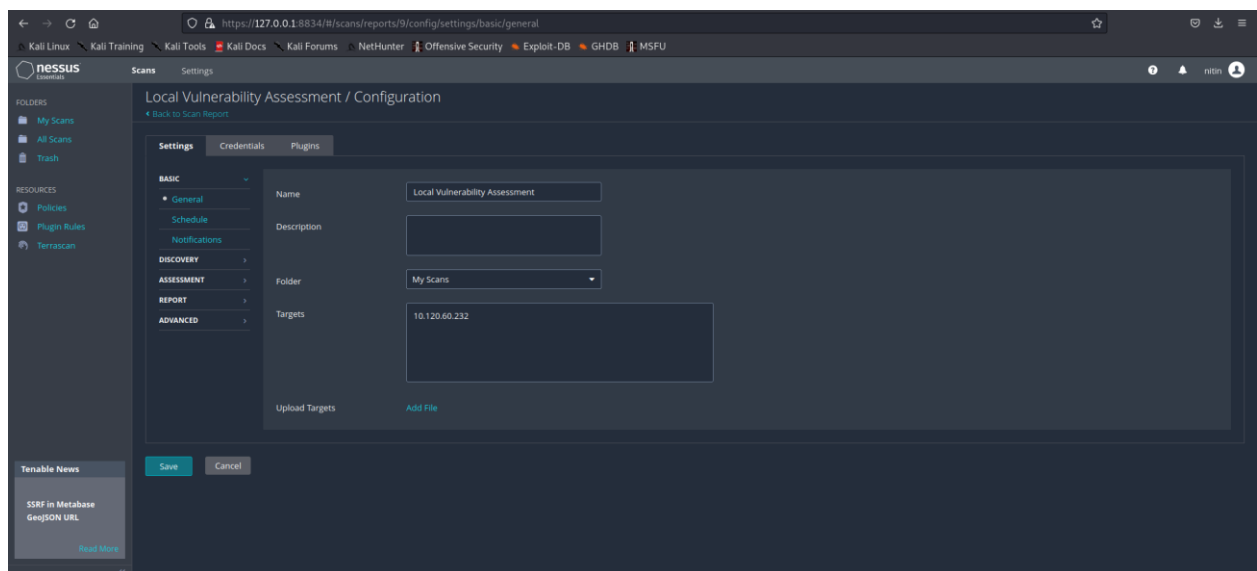 https://127.0.0.1:8834/#/scans/reports/9/config/settings/basic/general
Kali Linux Kali Training Kali Tools Kali Docs Kali Forums NetHunter Offensive Security Exploit-DB GHDB MSFU
nessus Essentials Scans Settings nitin
FOLDERS
My Scans
All Scans
Trash
RESOURCES
Policies
Plugin Rules
Terrascan
Tenable News
SSRF in Metabase
GeoJSON URL
Read More
Local Vulnerability Assessment / Configuration
Back to Scan Report
Settings Credentials Plugins
BASIC
General
Schedule
Notifications
DISCOVERY
ASSESSMENT
REPORT
ADVANCED
Name Local Vulnerability Assessment
Description
Folder My Scans
Targets 10.120.60.232
Upload Targets Add File
Save Cancel